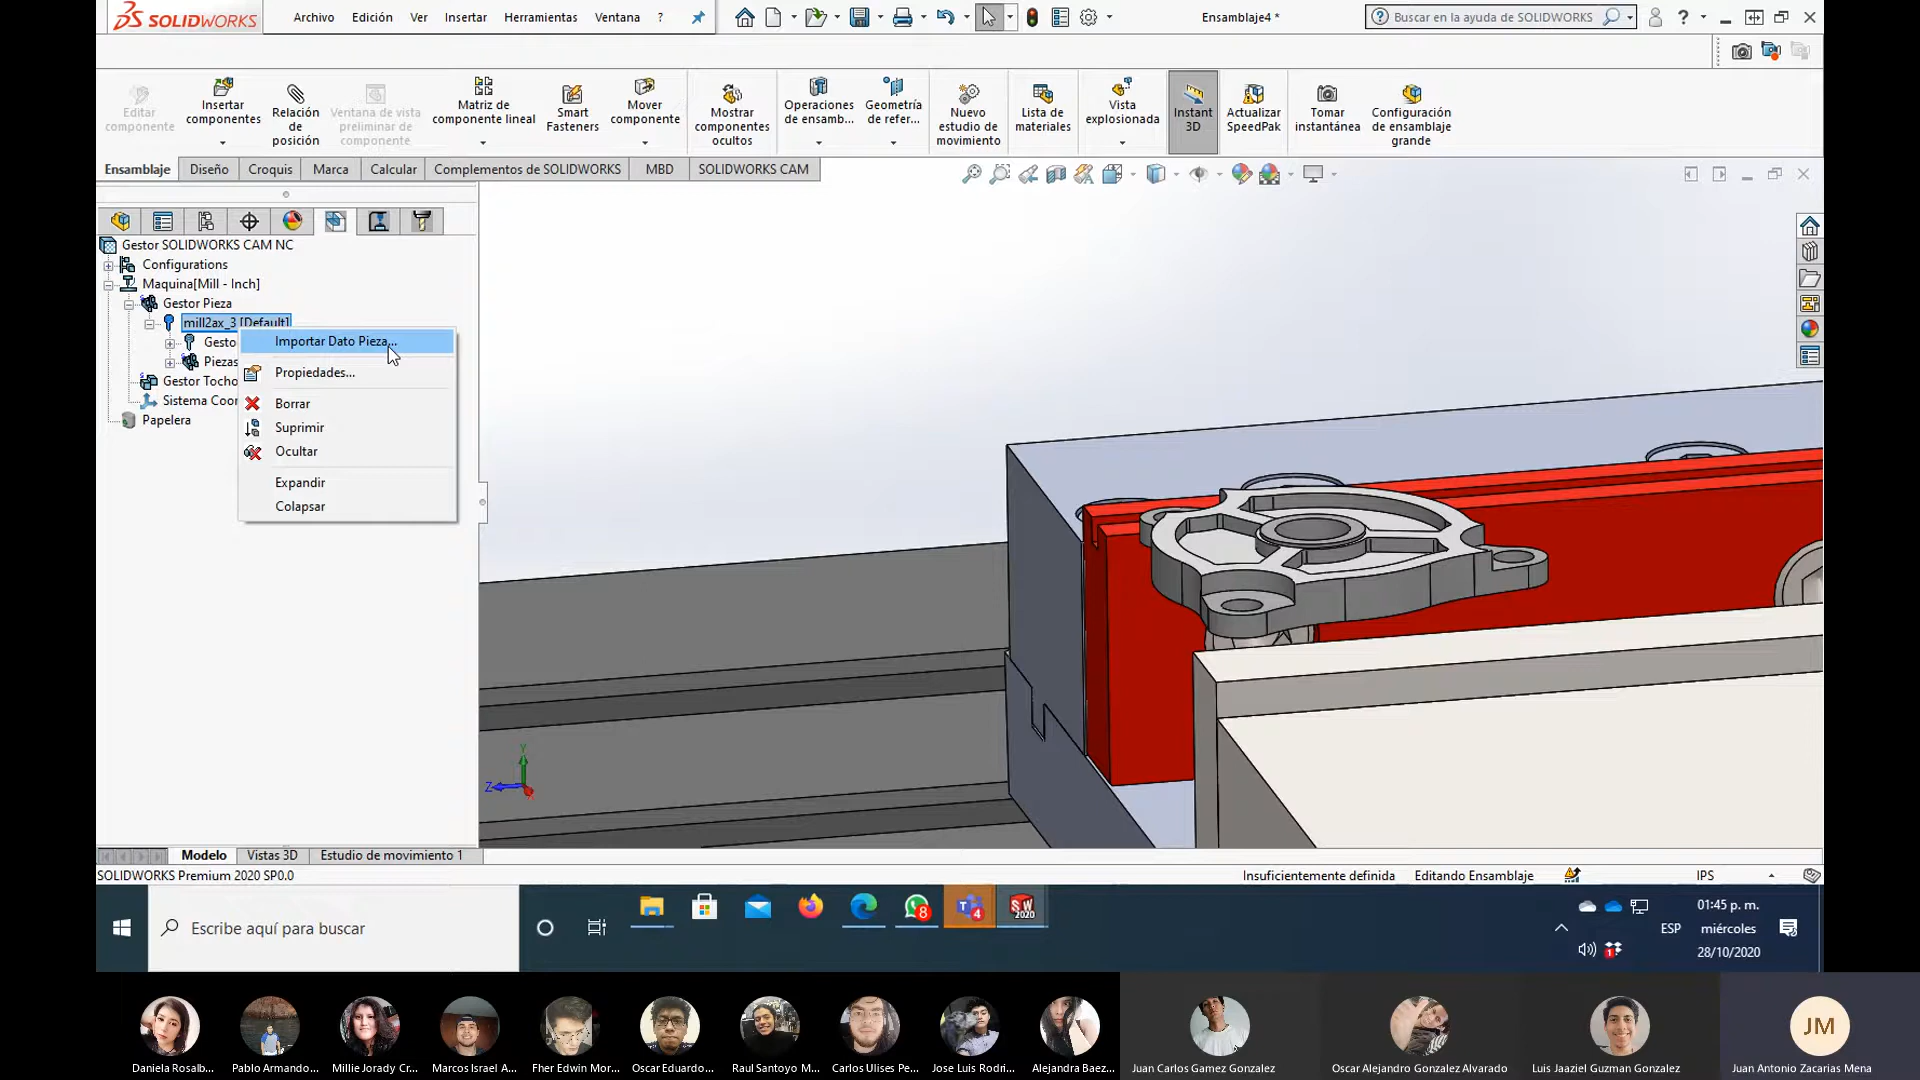 SOLIDWORKS
Archivo Edición Ver Insertar Herramientas Ventana ?
Ensamblaje4 *
Buscar en la ayuda de SOLIDWORKS
?
Editar componente
Insertar componentes
Relación de posición
Ventana de vista preliminar de componente
Matriz de componente lineal
Smart Fasteners
Mover componente
Mostrar componentes ocultos
Operaciones de ensamb...
Geometría de refer...
Nuevo estudio de movimiento
Lista de materiales
Vista explosionada
Instant 3D
Actualizar SpeedPak
Tomar instantánea
Configuración de ensamblaje grande
Ensamblaje Diseño Croquis Marca Calcular Complementos de SOLIDWORKS MBD SOLIDWORKS CAM
Gestor SOLIDWORKS CAM NC
Configurations
Maquina[Mill - Inch]
Gestor Pieza
mill2ax_3 [Default]
Gesto
Piezas
Gestor Tocho
Sistema Coor
Papelera
Importar Dato Pieza...
Propiedades...
Borrar
Suprimir
Ocultar
Expandir
Colapsar
Y
Z
Modelo Vistas 3D Estudio de movimiento 1
SOLIDWORKS Premium 2020 SP0.0
Insuficientemente definida Editando Ensamblaje IPS
Escribe aquí para buscar
8
4
SW
2020
ESP
1
01:45 p. m.
miércoles
28/10/2020
JM
Daniela Rosalb... Pablo Armando... Millie Jorady Cr... Marcos Israel A... Fher Edwin Mor... Oscar Eduardo... Raul Santoyo M... Carlos Ulises Pe... Jose Luis Rodri... Alejandra Baez... Juan Carlos Gamez Gonzalez Oscar Alejandro Gonzalez Alvarado Luis Jaaziel Guzman Gonzalez Juan Antonio Zacarias Mena